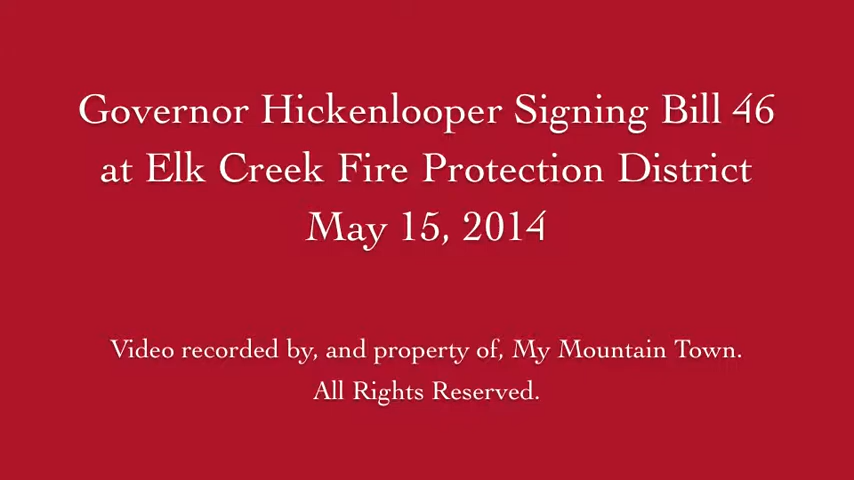 Governor Hickenlooper Signing Bill 46
at Elk Creek Fire Protection District
May 15, 2014
Video recorded by, and property of, My Mountain Town.
All Rights Reserved.